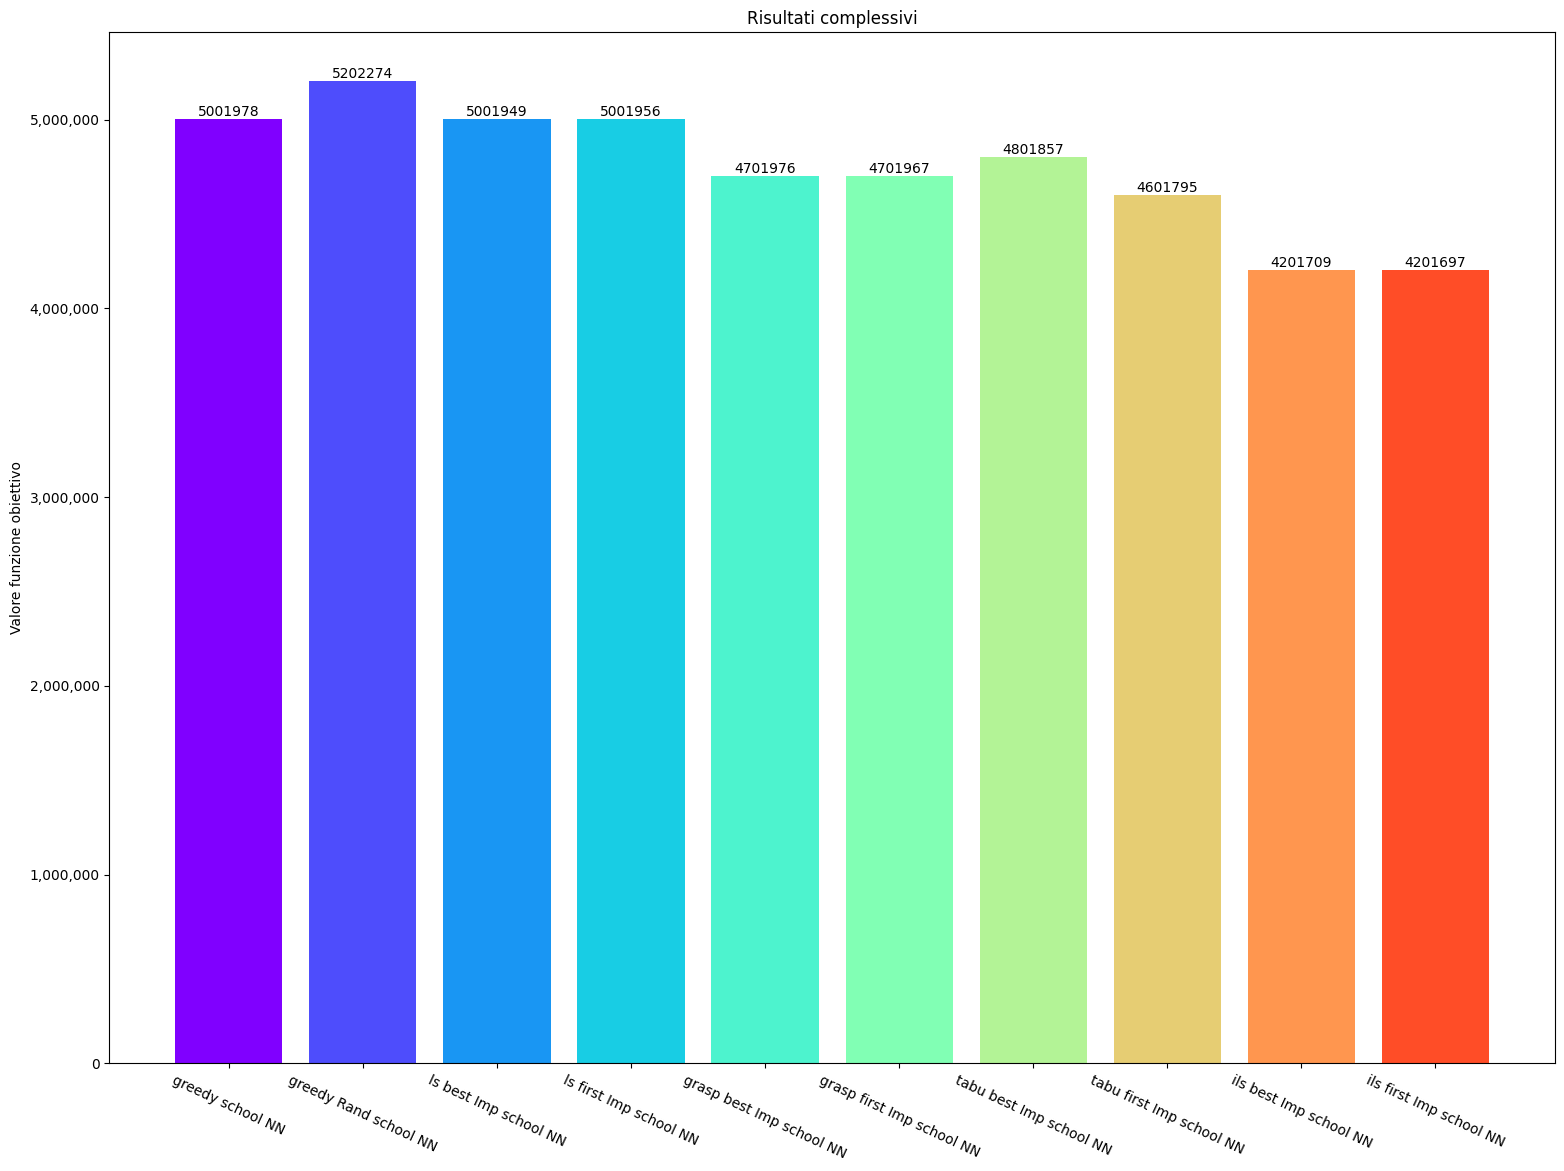 Risultati complessivi
5202274
5001978
5001949
5001956
4701976
4701967
4801857
4601795
4201709
4201697
Valore funzione obiettivo
5,000,000
4,000,000
3,000,000
2,000,000
1,000,000
0
greedy school NN
greedy Rand school NN
ls best Imp school NN
ls first Imp school NN
grasp best Imp school NN
grasp first Imp school NN
tabu best Imp school NN
tabu first Imp school NN
ils best Imp school NN
ils first Imp school NN